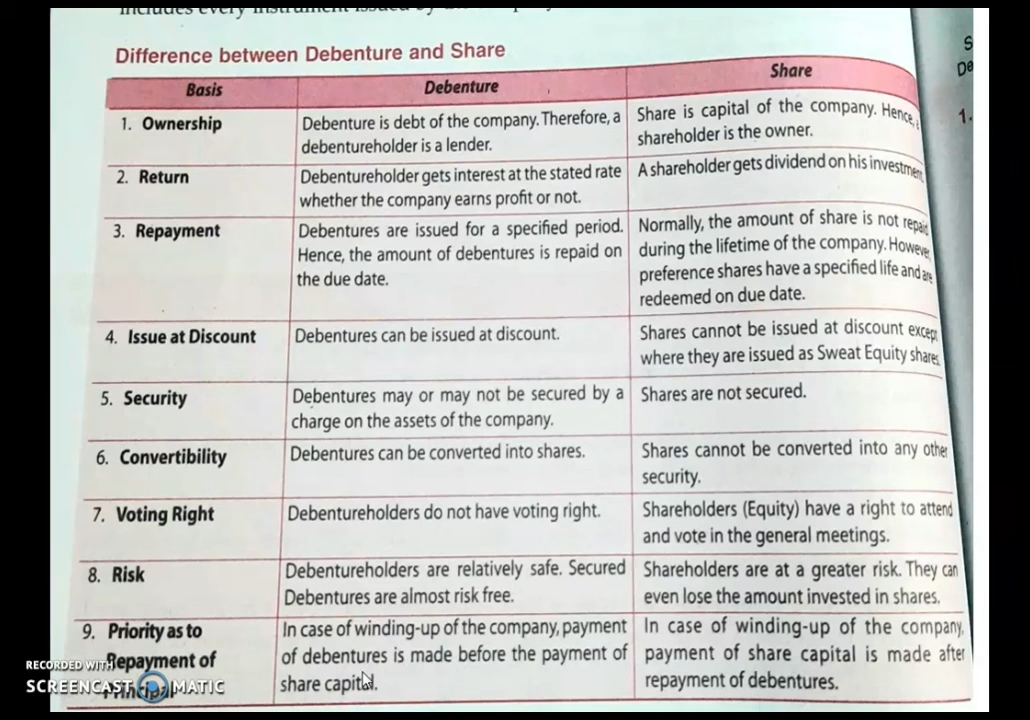 includes every instrument issued by the
Difference between Debenture and Share
Basis Debenture Share
1. Ownership Debenture is debt of the company. Therefore, a Share is capital of the company. Hence,
debentureholder is a lender. shareholder is the owner.
2. Return Debentureholder gets interest at the stated rate A shareholder gets dividend on his investment
whether the company earns profit or not.
3. Repayment Debentures are issued for a specified period. Normally, the amount of share is not repaid
Hence, the amount of debentures is repaid on during the lifetime of the company. However,
the due date. preference shares have a specified life and are
redeemed on due date.
4. Issue at Discount Debentures can be issued at discount. Shares cannot be issued at discount except
where they are issued as Sweat Equity shares.
5. Security Debentures may or may not be secured by a Shares are not secured.
charge on the assets of the company.
6. Convertibility Debentures can be converted into shares. Shares cannot be converted into any other
security.
7. Voting Right Debentureholders do not have voting right. Shareholders (Equity) have a right to attend
and vote in the general meetings.
8. Risk Debentureholders are relatively safe. Secured Shareholders are at a greater risk. They can
Debentures are almost risk free. even lose the amount invested in shares.
9. Priority as to In case of winding-up of the company, payment In case of winding-up of the company,
Repayment of of debentures is made before the payment of payment of share capital is made after
Principal share capital. repayment of debentures.
S
De
1.
RECORDED WITH
SCREENCAST MATIC